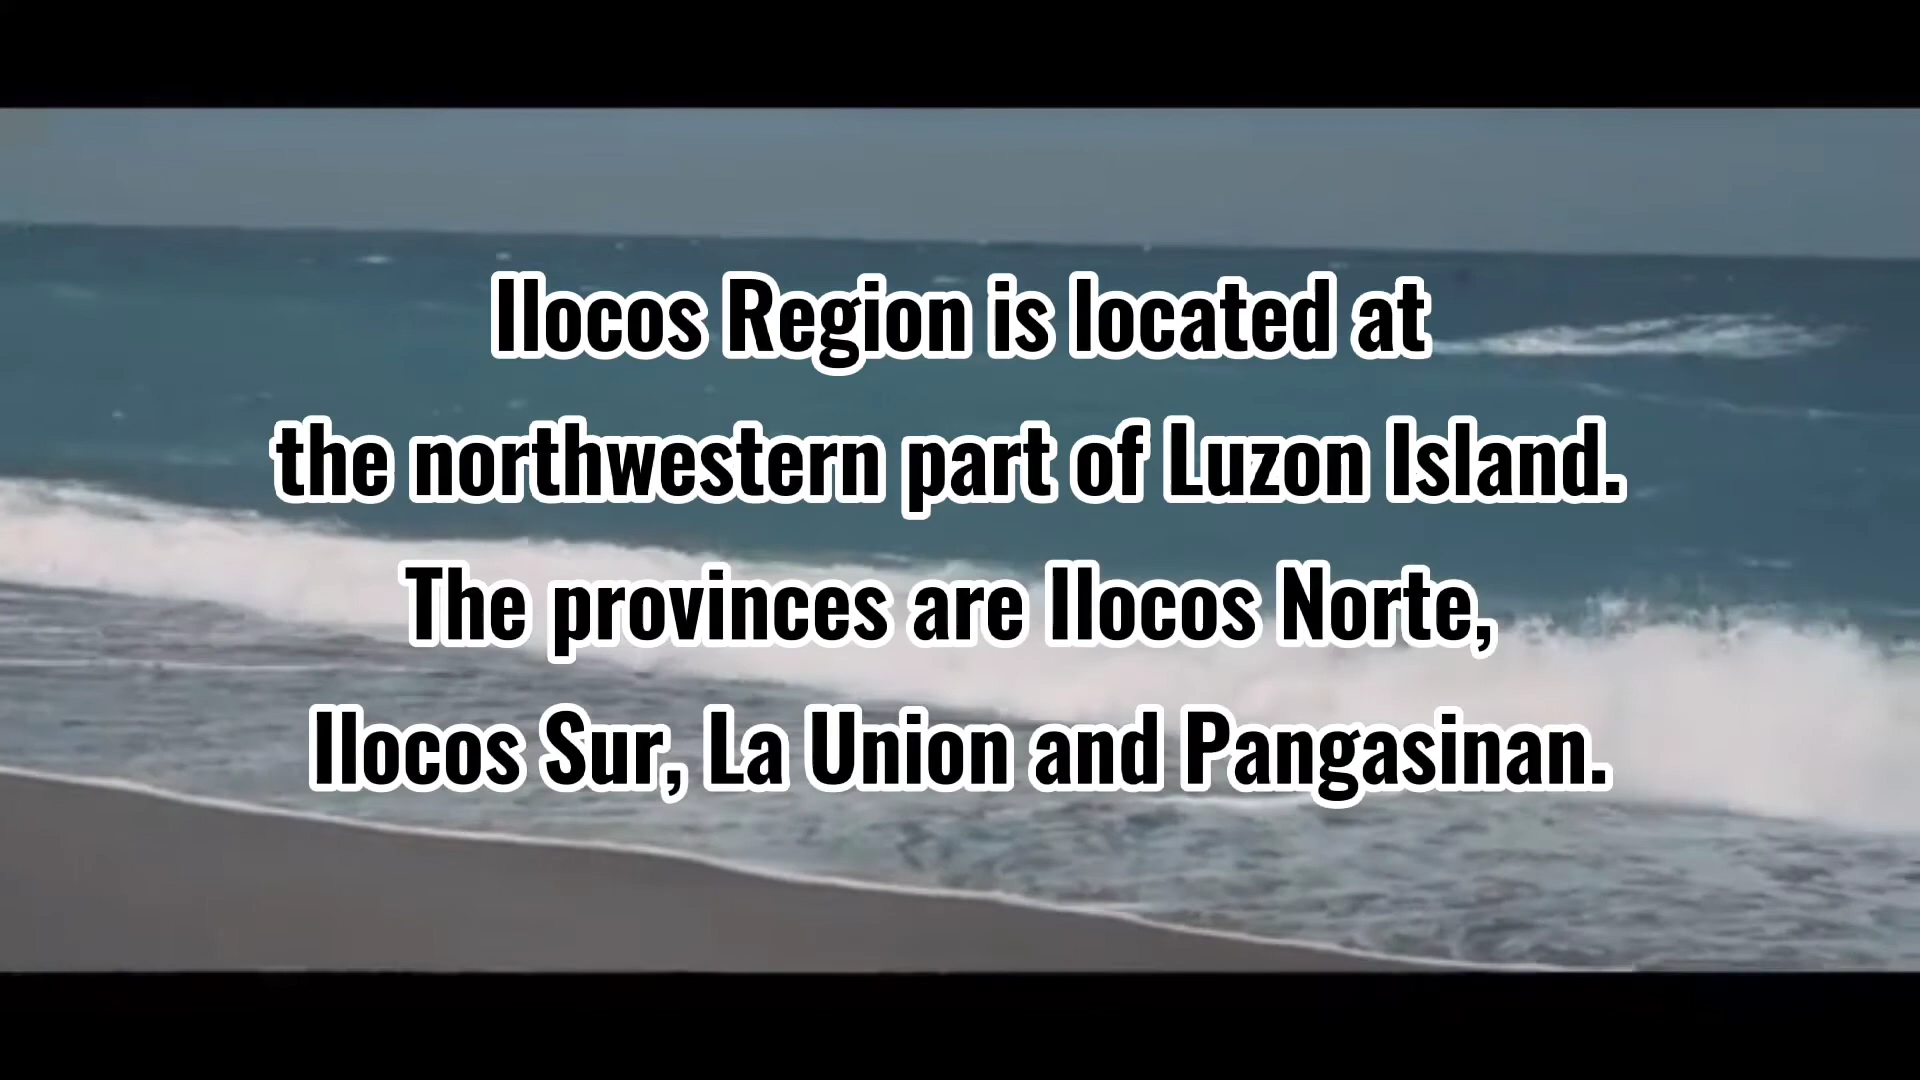 Ilocos Region is located at
the northwestern part of Luzon Island.
The provinces are Ilocos Norte,
Ilocos Sur, La Union and Pangasinan.